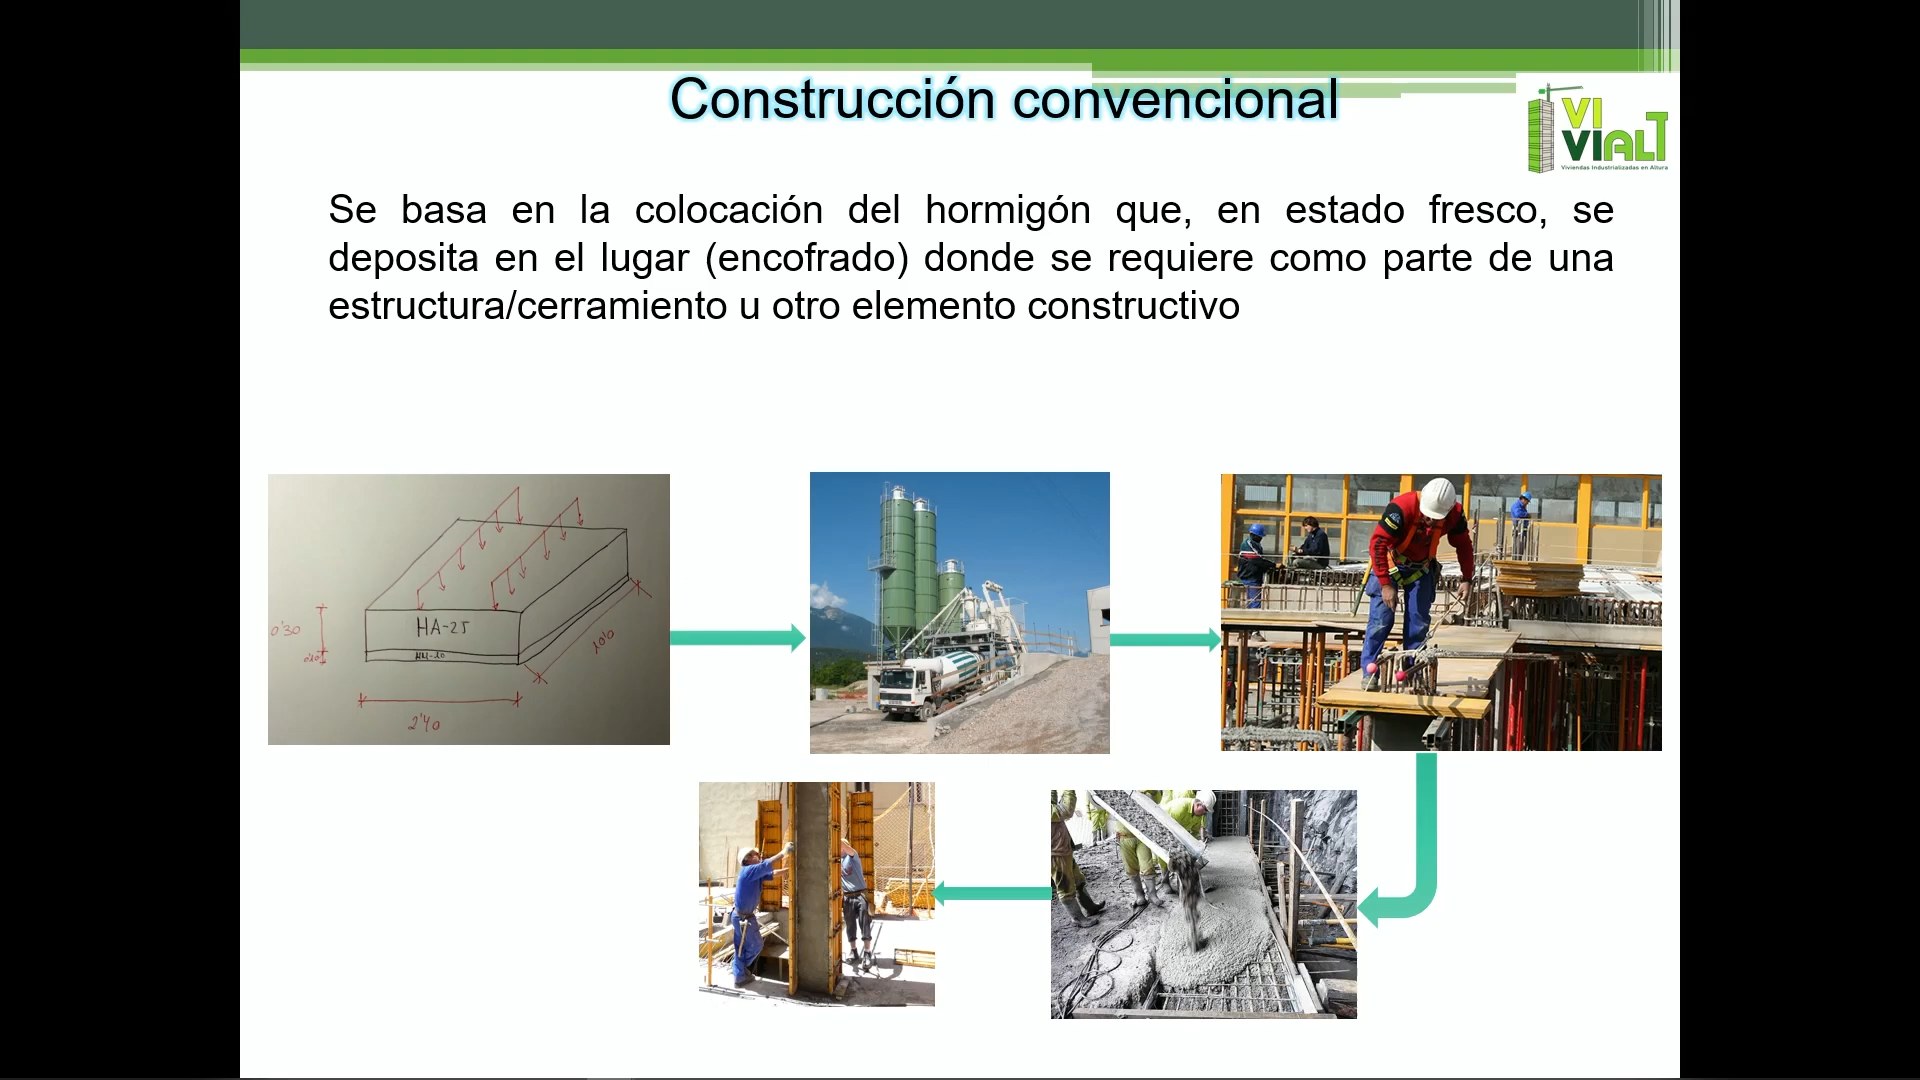 Construcción convencional
VI
VIALT
Viviendas Industrializadas en Altura
Se basa en la colocación del hormigón que, en estado fresco, se
deposita en el lugar (encofrado) donde se requiere como parte de una
estructura/cerramiento u otro elemento constructivo
HA-25
0'30
10'0
2'40